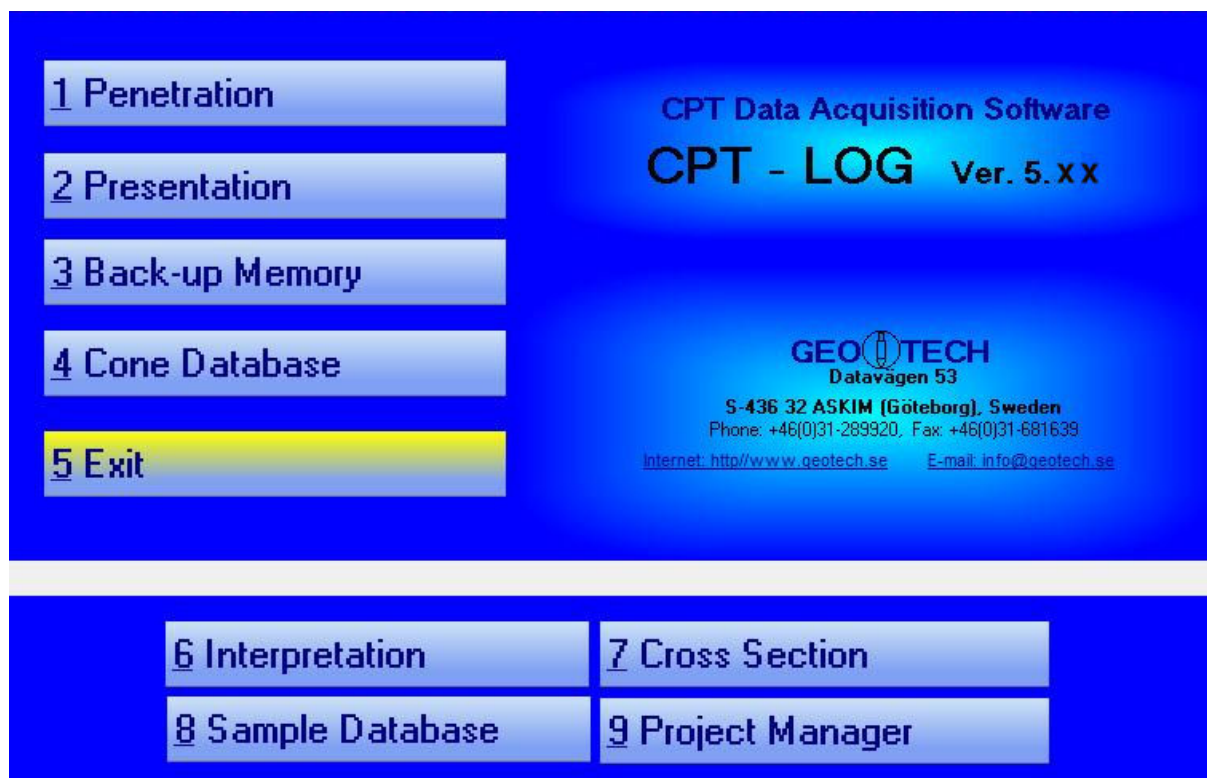 1 Penetration
2 Presentation
3 Back-up Memory
4 Cone Database
5 Exit
CPT Data Acquisition Software
CPT - LOG Ver. 5.xx
GEOTECH
Datavägen 53
S-436 32 ASKIM (Göteborg), Sweden
Phone: +46(0)31-289920, Fax: +46(0)31-681639
Internet: http//www.geotech.se E-mail: info@geotech.se
6 Interpretation
7 Cross Section
8 Sample Database
9 Project Manager